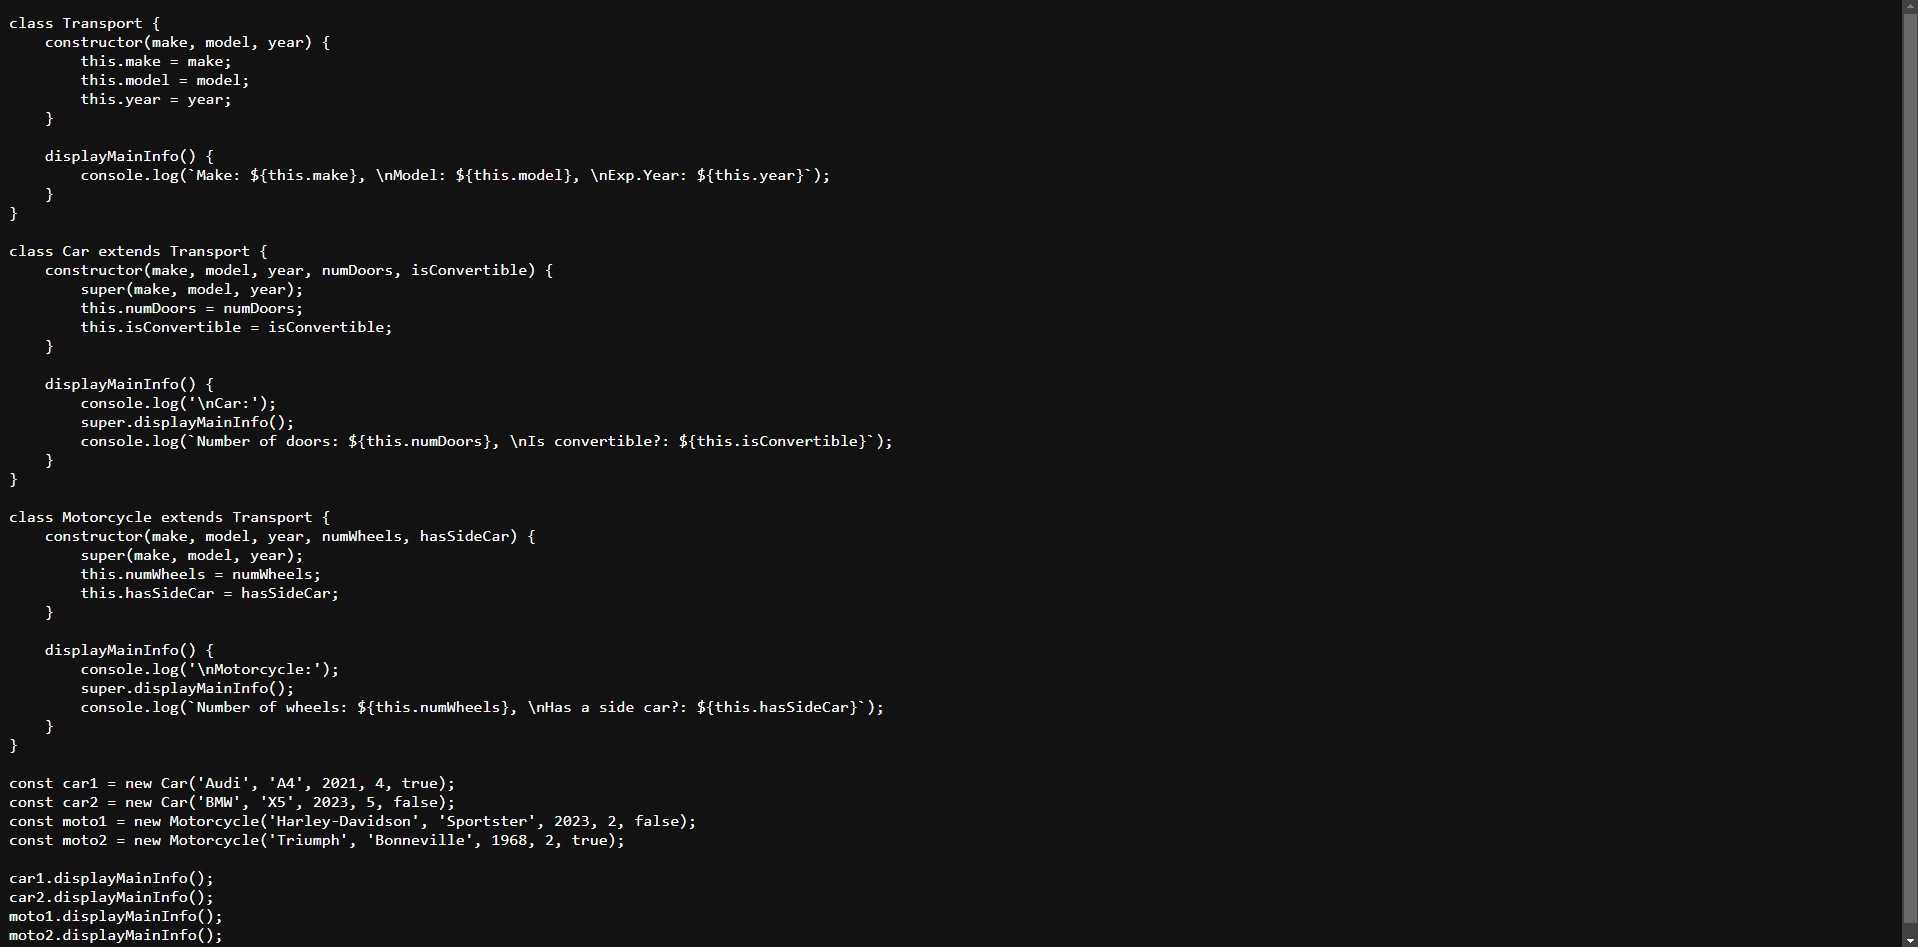 class Transport {
    constructor(make, model, year) {
        this.make = make;
        this.model = model;
        this.year = year;
    }

    displayMainInfo() {
        console.log(`Make: ${this.make}, \nModel: ${this.model}, \nExp.Year: ${this.year}`);
    }
}

class Car extends Transport {
    constructor(make, model, year, numDoors, isConvertible) {
        super(make, model, year);
        this.numDoors = numDoors;
        this.isConvertible = isConvertible;
    }

    displayMainInfo() {
        console.log('\nCar:');
        super.displayMainInfo();
        console.log(`Number of doors: ${this.numDoors}, \nIs convertible?: ${this.isConvertible}`);
    }
}

class Motorcycle extends Transport {
    constructor(make, model, year, numWheels, hasSideCar) {
        super(make, model, year);
        this.numWheels = numWheels;
        this.hasSideCar = hasSideCar;
    }

    displayMainInfo() {
        console.log('\nMotorcycle:');
        super.displayMainInfo();
        console.log(`Number of wheels: ${this.numWheels}, \nHas a side car?: ${this.hasSideCar}`);
    }
}

const car1 = new Car('Audi', 'A4', 2021, 4, true);
const car2 = new Car('BMW', 'X5', 2023, 5, false);
const moto1 = new Motorcycle('Harley-Davidson', 'Sportster', 2023, 2, false);
const moto2 = new Motorcycle('Triumph', 'Bonneville', 1968, 2, true);

car1.displayMainInfo();
car2.displayMainInfo();
moto1.displayMainInfo();
moto2.displayMainInfo();